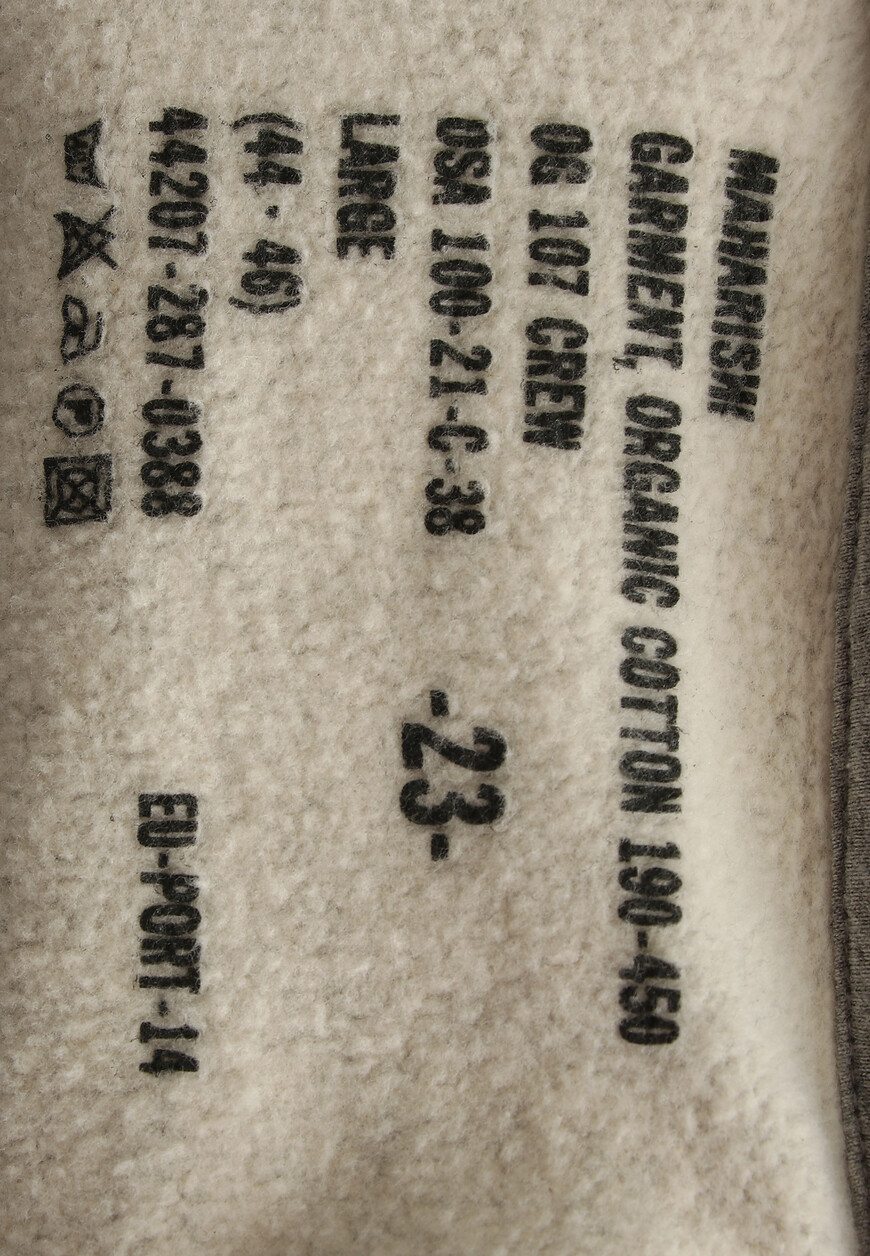 MAHARISHI
GARMENT, ORGANIC COTTON 190-450
OG 107 CREW
DSA 100-21-C-38
-23-
LARGE
(44 - 46)
44207-287-0388
EU-PORT-14
P